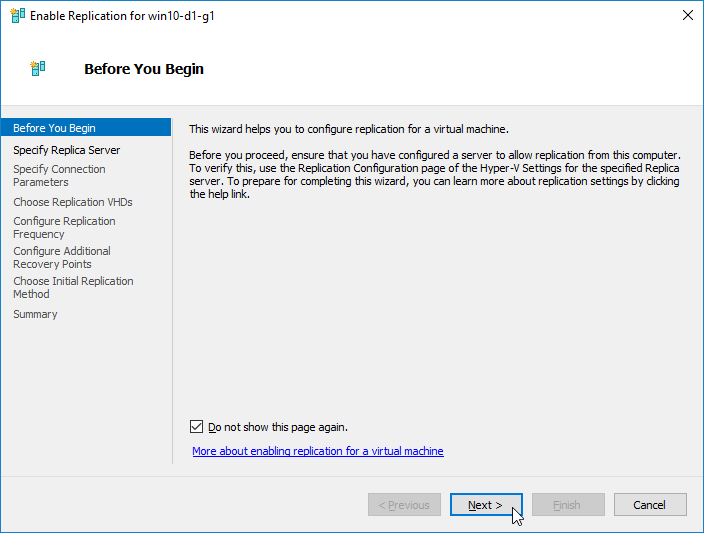 Enable Replication for win10-d1-g1
Before You Begin
Before You Begin
Specify Replica Server
Specify Connection
Parameters
Choose Replication VHDs
Configure Replication
Frequency
Configure Additional
Recovery Points
Choose Initial Replication
Method
Summary
This wizard helps you to configure replication for a virtual machine.
Before you proceed, ensure that you have configured a server to allow replication from this computer.
To verify this, use the Replication Configuration page of the Hyper-V Settings for the specified Replica
server. To prepare for completing this wizard, you can learn more about replication settings by clicking
the help link.
Do not show this page again.
More about enabling replication for a virtual machine
< Previous
Next >
Finish
Cancel